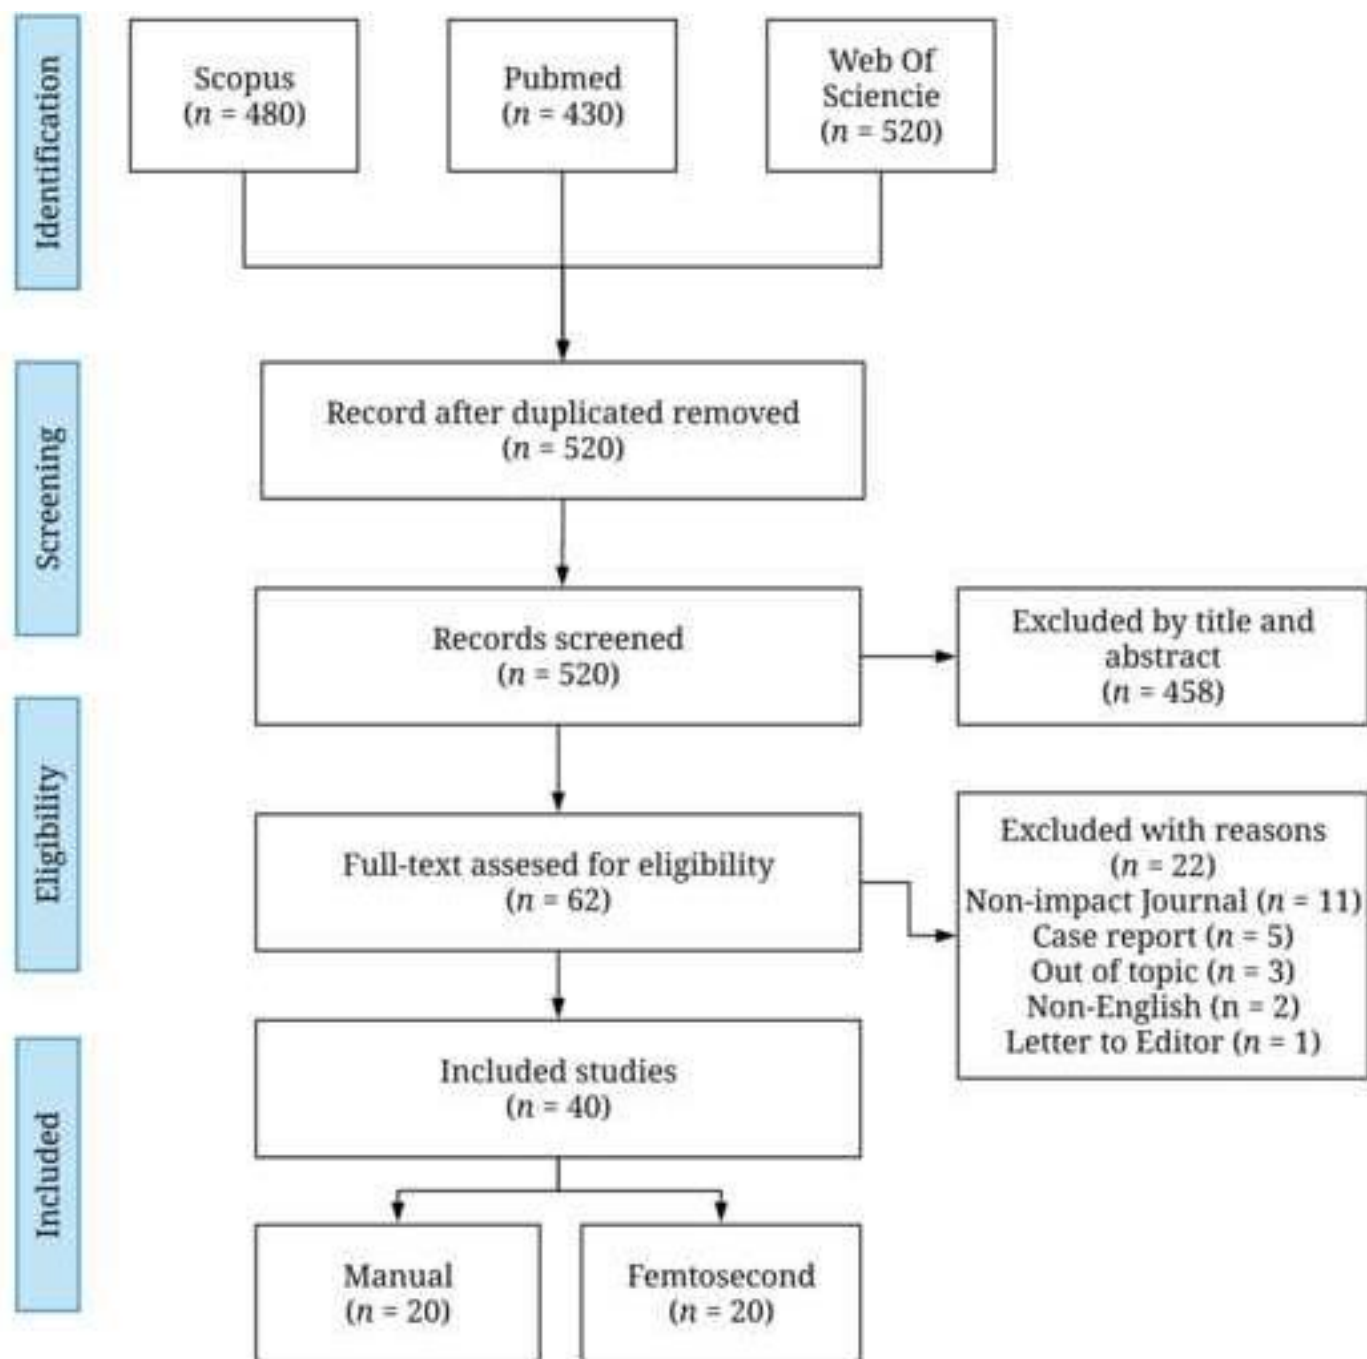 Identification
Scopus
(n = 480)
Pubmed
(n = 430)
Web Of
Sciencie
(n = 520)
Screening
Record after duplicated removed
(n = 520)
Records screened
(n = 520)
Excluded by title and
abstract
(n = 458)
Eligibility
Full-text assesed for eligibility
(n = 62)
Excluded with reasons
(n = 22)
Non-impact Journal (n = 11)
Case report (n = 5)
Out of topic (n = 3)
Non-English (n = 2)
Letter to Editor (n = 1)
Included
Included studies
(n = 40)
Manual
(n = 20)
Femtosecond
(n = 20)